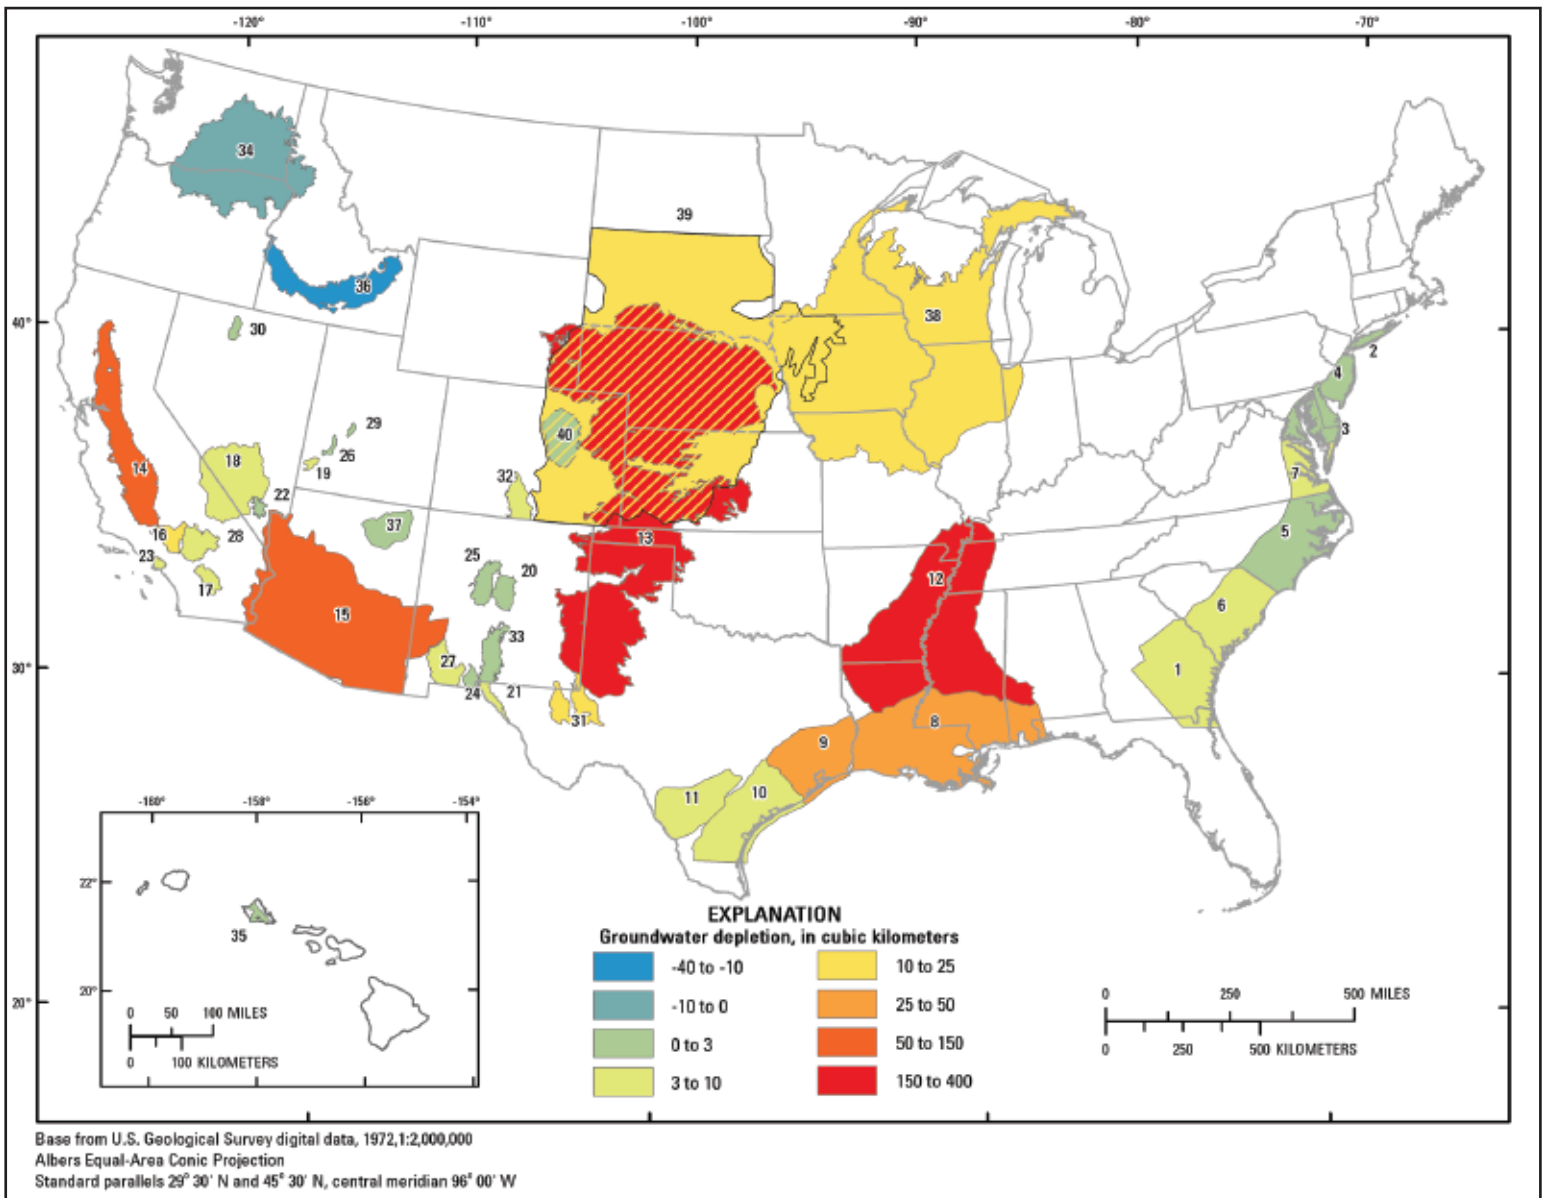 -120° -110° -100° -90° -80° -70°
34
39
36
38
40°
30
2
4
29
3
40
26
14
18
19
32
7
22
37
5
16
28
13
23
25
20
12
17
15
6
33
30°
27
1
24
21
31
8
9
11
10
-160° -158° -156° -154°
22°
35
20°
0 50 100 MILES
0 100 KILOMETERS
20°
EXPLANATION
Groundwater depletion, in cubic kilometers
-40 to -10
-10 to 0
0 to 3
3 to 10
10 to 25
25 to 50
50 to 150
150 to 400
0 250 500 MILES
0 250 500 KILOMETERS
Base from U.S. Geological Survey digital data, 1972,1:2,000,000
Albers Equal-Area Conic Projection
Standard parallels 29° 30' N and 45° 30' N, central meridian 96° 00' W